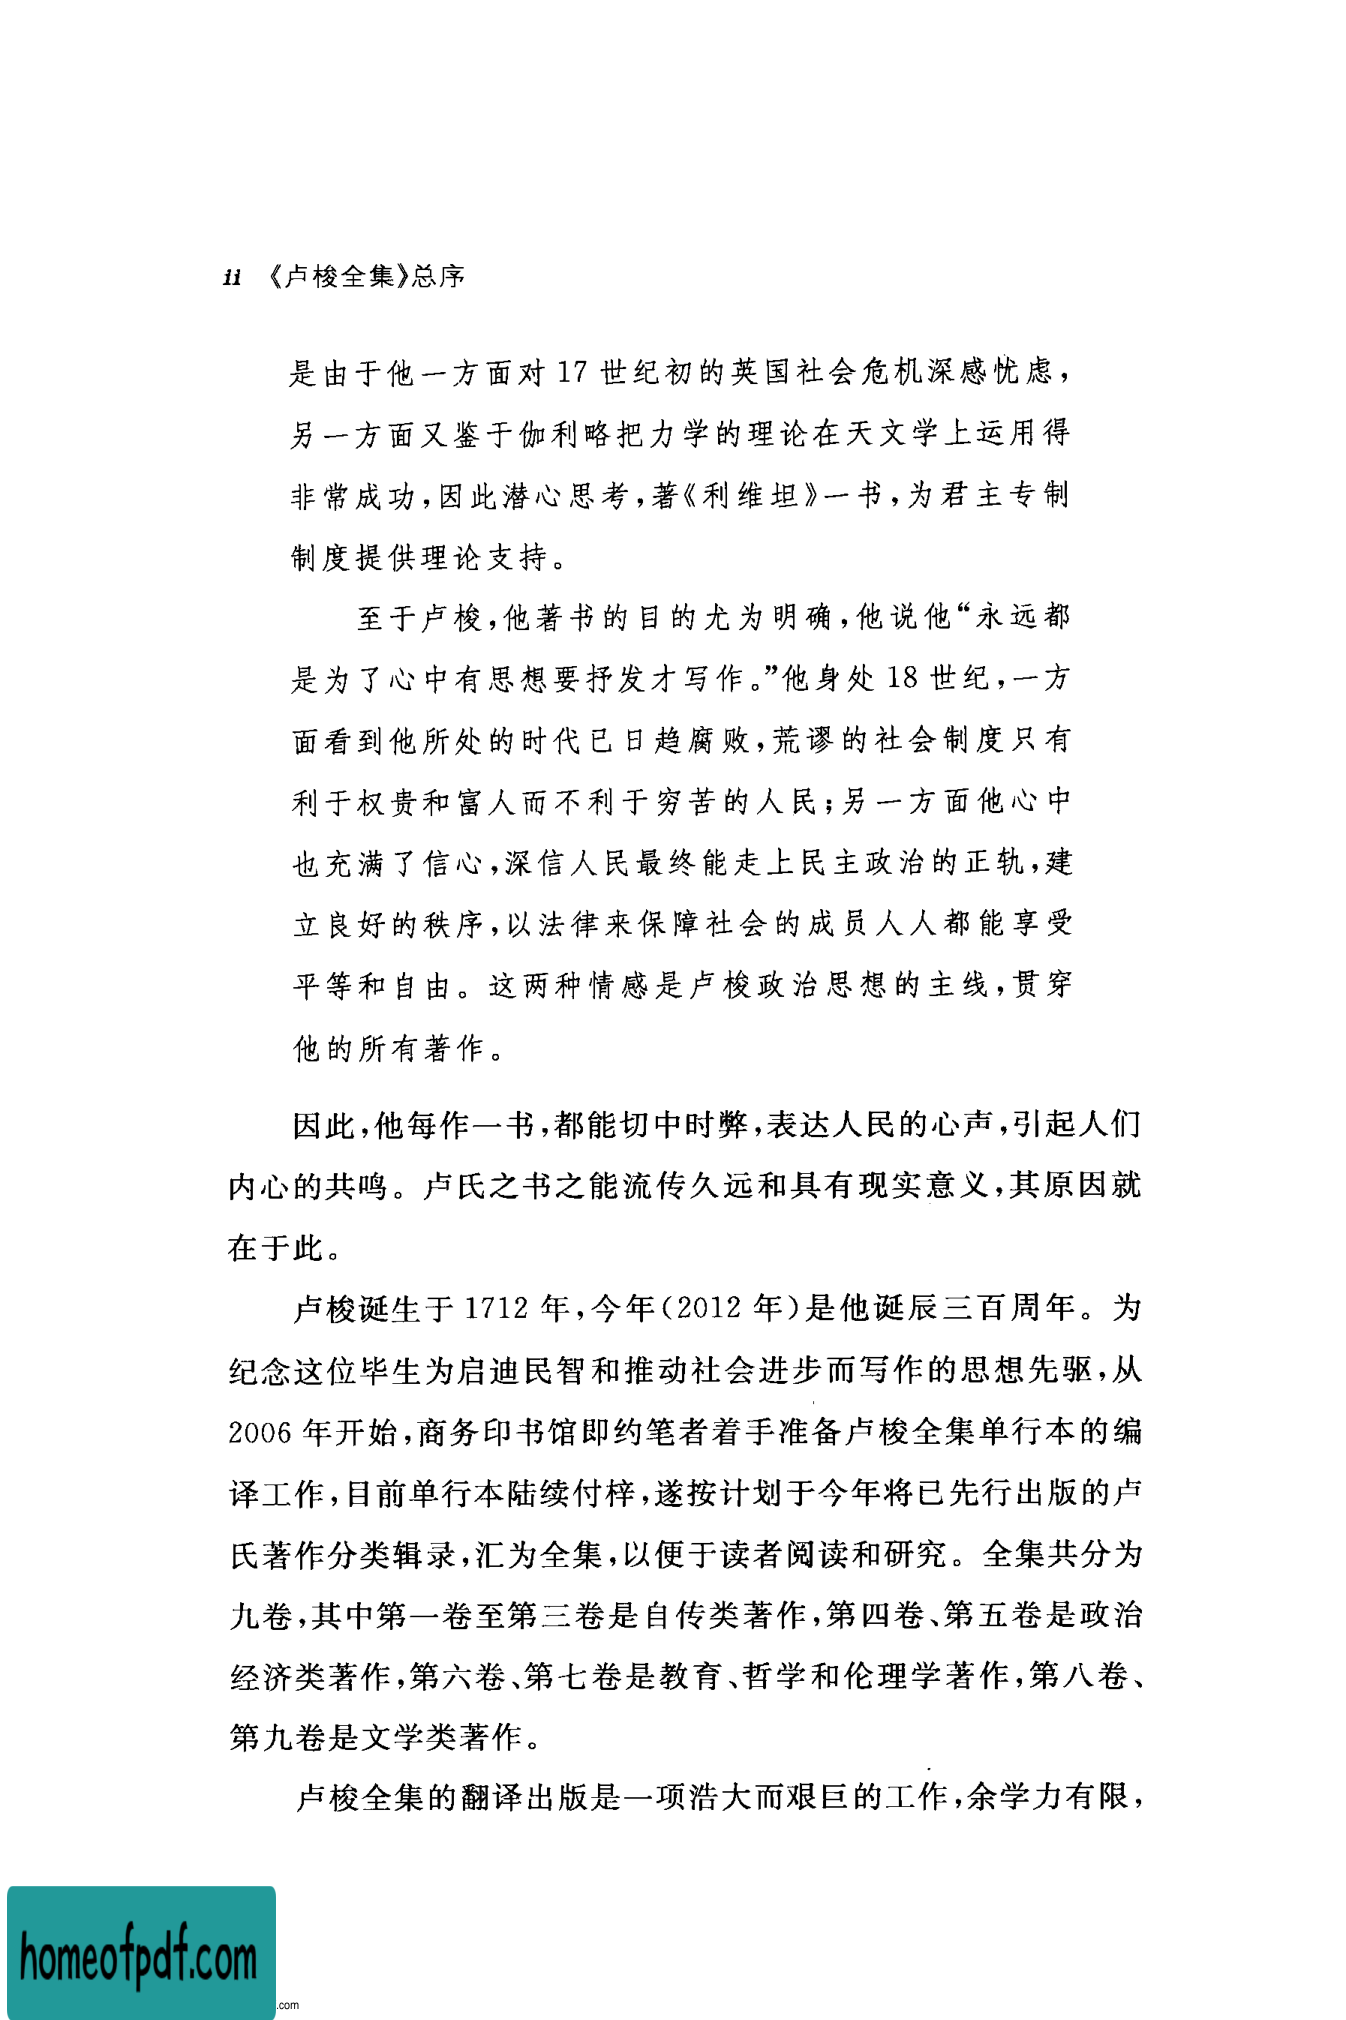 ii 《卢梭全集》总序
是由于他一方面对 17 世纪初的英国社会危机深感忧虑，
另一方面又鉴于伽利略把力学的理论在天文学上运用得
非常成功，因此潜心思考，著《利维坦》一书，为君主专制
制度提供理论支持。
至于卢梭，他著书的目的尤为明确，他说他“永远都
是为了心中有思想要抒发才写作。”他身处 18 世纪，一方
面看到他所处的时代已日趋腐败，荒谬的社会制度只有
利于权贵和富人而不利于穷苦的人民；另一方面他心中
也充满了信心，深信人民最终能走上民主政治的正轨，建
立良好的秩序，以法律来保障社会的成员人人都能享受
平等和自由。这两种情感是卢梭政治思想的主线，贯穿
他的所有著作。
因此，他每作一书，都能切中时弊，表达人民的心声，引起人们
内心的共鸣。卢氏之书之能流传久远和具有现实意义，其原因就
在于此。
卢梭诞生于 1712 年，今年(2012 年)是他诞辰三百周年。为
纪念这位毕生为启迪民智和推动社会进步而写作的思想先驱，从
2006 年开始，商务印书馆即约笔者着手准备卢梭全集单行本的编
译工作，目前单行本陆续付梓，遂按计划于今年将已先行出版的卢
氏著作分类辑录，汇为全集，以便于读者阅读和研究。全集共分为
九卷，其中第一卷至第三卷是自传类著作，第四卷、第五卷是政治
经济类著作，第六卷、第七卷是教育、哲学和伦理学著作，第八卷、
第九卷是文学类著作。
卢梭全集的翻译出版是一项浩大而艰巨的工作，余学力有限，
homeofpdf.com
.com